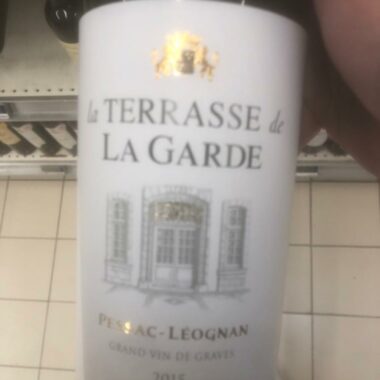 la TERRASSE de
LA GARDE
PESSAC-LÉOGNAN
GRAND VIN DE GRAVES
2015